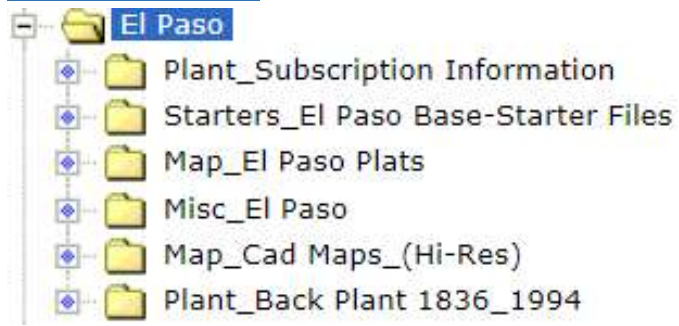 El Paso
Plant_Subscription Information
Starters_El Paso Base-Starter Files
Map_El Paso Plats
Misc_El Paso
Map_Cad Maps_(Hi-Res)
Plant_Back Plant 1836_1994